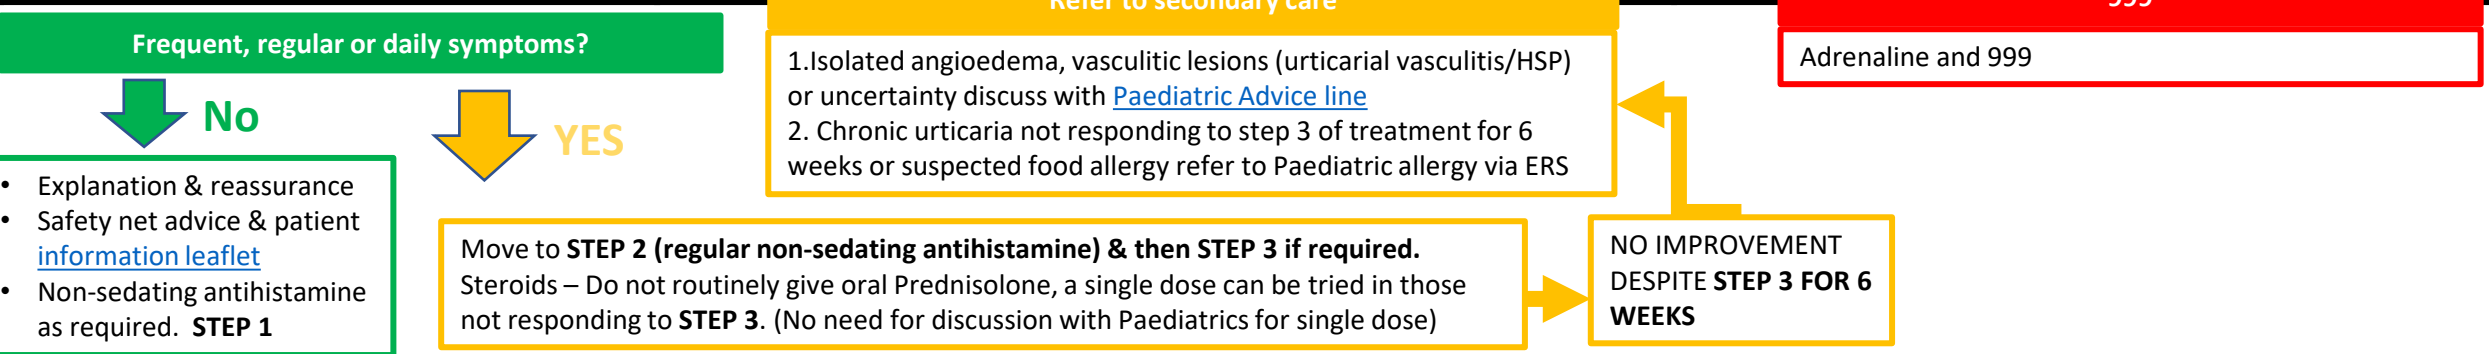 Refer to secondary care
999
Frequent, regular or daily symptoms?
No
YES
• Explanation & reassurance
• Safety net advice & patient
information leaflet
• Non-sedating antihistamine
as required. STEP 1
1.Isolated angioedema, vasculitic lesions (urticarial vasculitis/HSP)
or uncertainty discuss with Paediatric Advice line
2. Chronic urticaria not responding to step 3 of treatment for 6
weeks or suspected food allergy refer to Paediatric allergy via ERS
Adrenaline and 999
Move to STEP 2 (regular non-sedating antihistamine) & then STEP 3 if required.
Steroids – Do not routinely give oral Prednisolone, a single dose can be tried in those
not responding to STEP 3. (No need for discussion with Paediatrics for single dose)
NO IMPROVEMENT
DESPITE STEP 3 FOR 6
WEEKS